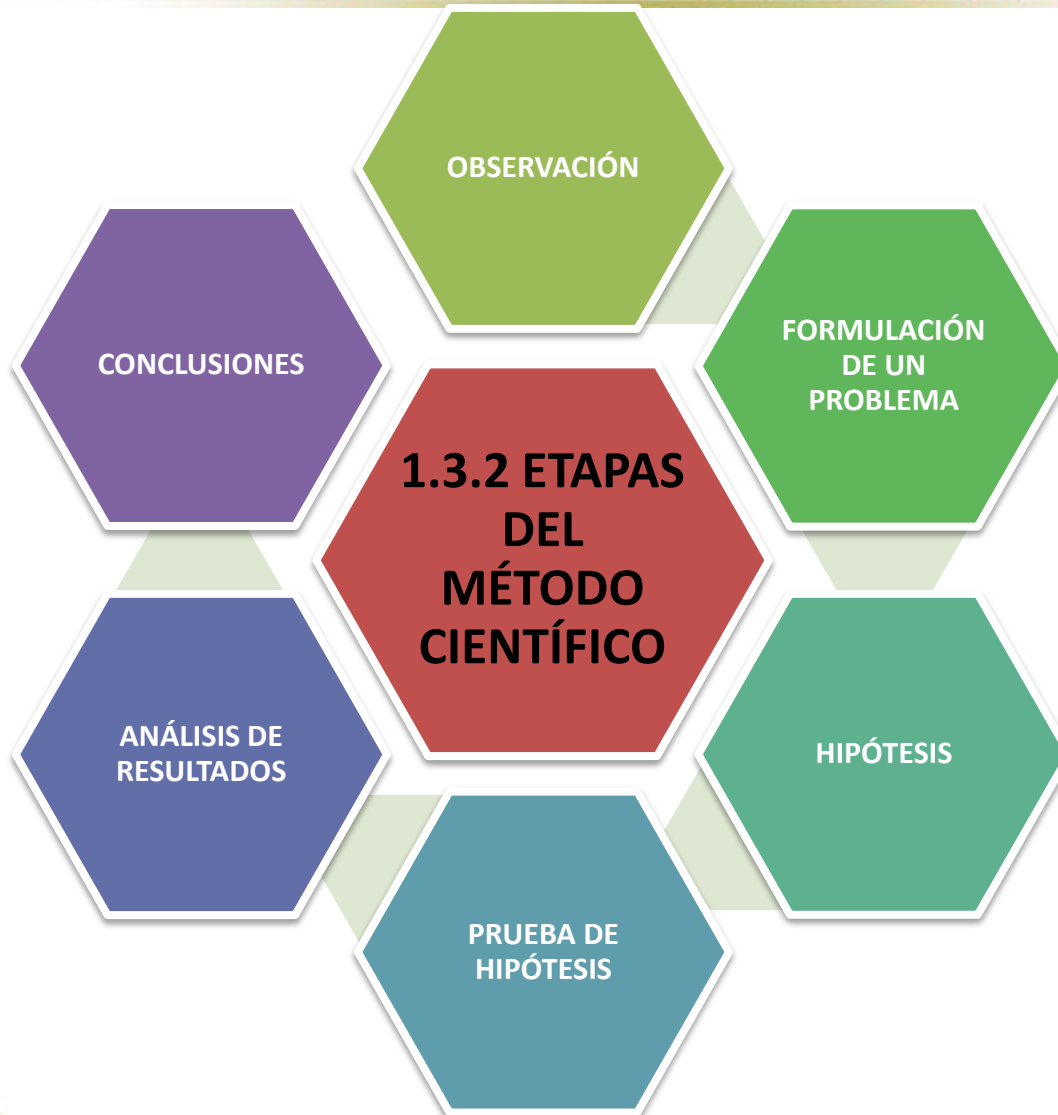 OBSERVACIÓN
FORMULACIÓN
DE UN
PROBLEMA
HIPÓTESIS
PRUEBA DE
HIPÓTESIS
ANÁLISIS DE
RESULTADOS
CONCLUSIONES
1.3.2 ETAPAS
DEL
MÉTODO
CIENTÍFICO